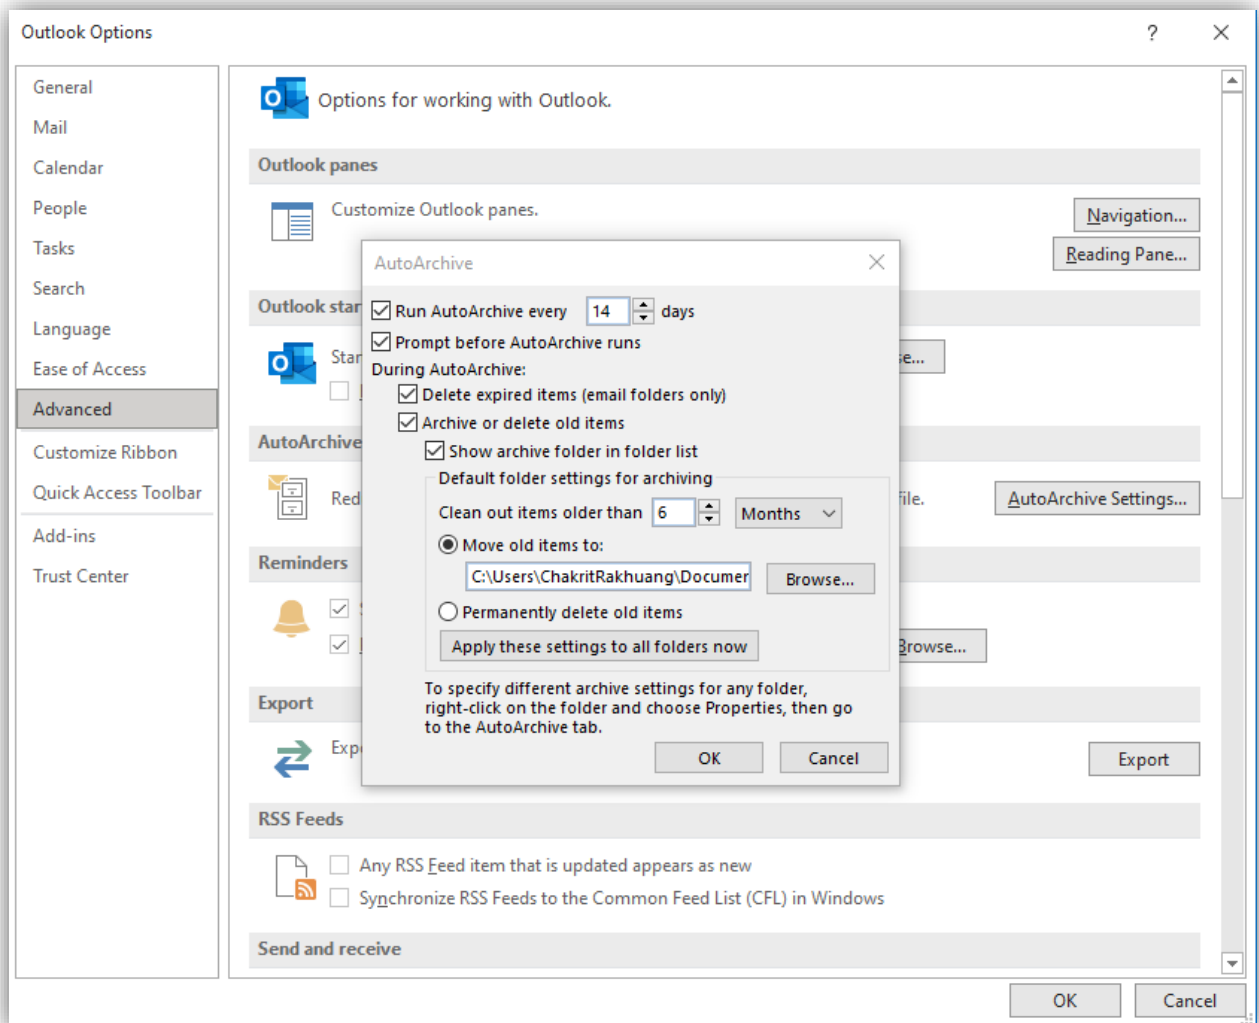 Outlook Options
?
General
Mail
Calendar
People
Tasks
Search
Language
Ease of Access
Advanced
Customize Ribbon
Quick Access Toolbar
Add-ins
Trust Center
Options for working with Outlook.
Outlook panes
Customize Outlook panes.
Navigation...
Reading Pane...
Outlook star
Star
se...
AutoArchive
Red
file.
AutoArchive Settings...
Reminders
Browse...
Export
Expo
Export
RSS Feeds
Any RSS Feed item that is updated appears as new
Synchronize RSS Feeds to the Common Feed List (CFL) in Windows
Send and receive
OK
Cancel
AutoArchive
Run AutoArchive every 14 days
Prompt before AutoArchive runs
During AutoArchive:
Delete expired items (email folders only)
Archive or delete old items
Show archive folder in folder list
Default folder settings for archiving
Clean out items older than 6 Months
Move old items to:
C:\Users\ChakritRakhuang\Documer
Browse...
Permanently delete old items
Apply these settings to all folders now
To specify different archive settings for any folder,
right-click on the folder and choose Properties, then go
to the AutoArchive tab.
OK
Cancel